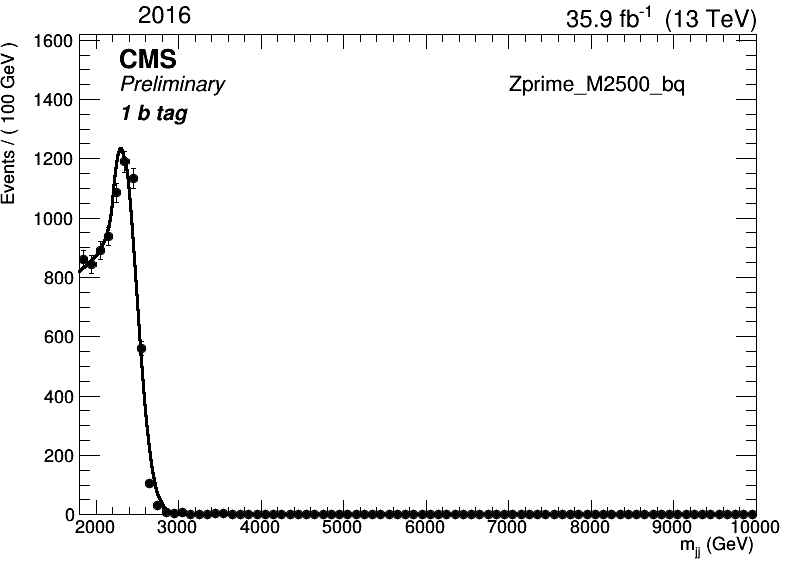 2016 35.9 fb⁻¹ (13 TeV)
CMS
Preliminary
1 b tag
Zprime_M2500_bq
Events / ( 100 GeV )
1600
1400
1200
1000
800
600
400
200
0
2000 3000 4000 5000 6000 7000 8000 9000 10000
m_jj (GeV)